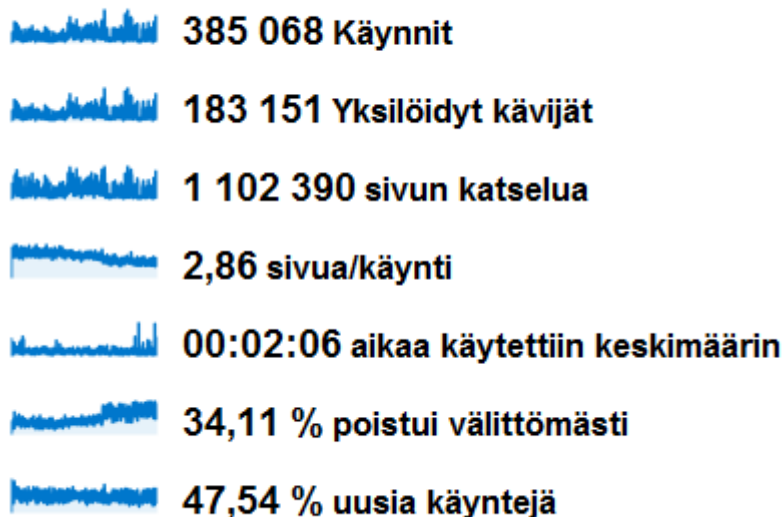 385 068 Käynnit
183 151 Yksilöidyt kävijät
1 102 390 sivun katselua
2,86 sivua/käynti
00:02:06 aikaa käytettiin keskimäärin
34,11 % poistui välittömästi
47,54 % uusia käyntejä